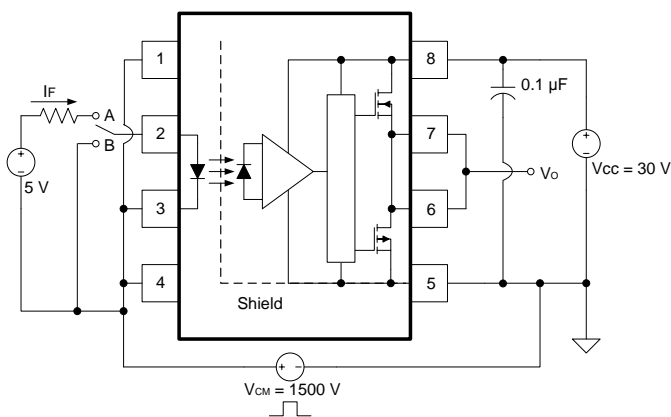 1
8
IF
A
B
0.1 µF
2
7
+
−
5 V
+
−
Vcc = 30 V
VO
3
6
4
5
Shield
+ −
VCM = 1500 V